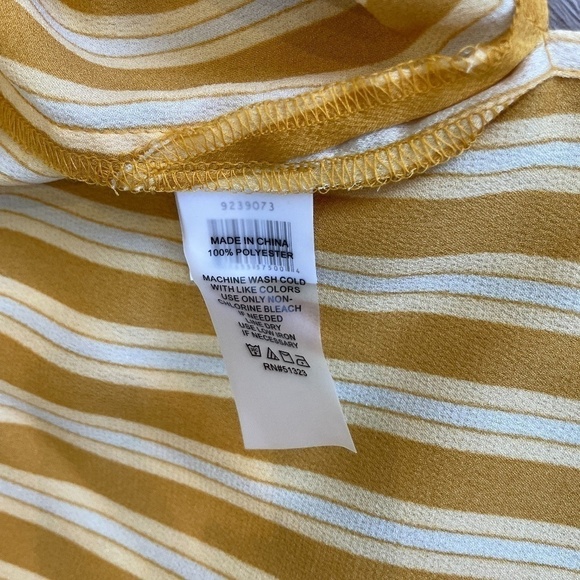 9239073
MADE IN CHINA
100% POLYESTER
MACHINE WASH COLD
WITH LIKE COLORS
USE ONLY NON-
CHLORINE BLEACH
IF NEEDED
LINE DRY
USE LOW IRON
IF NECESSARY
RN#51323